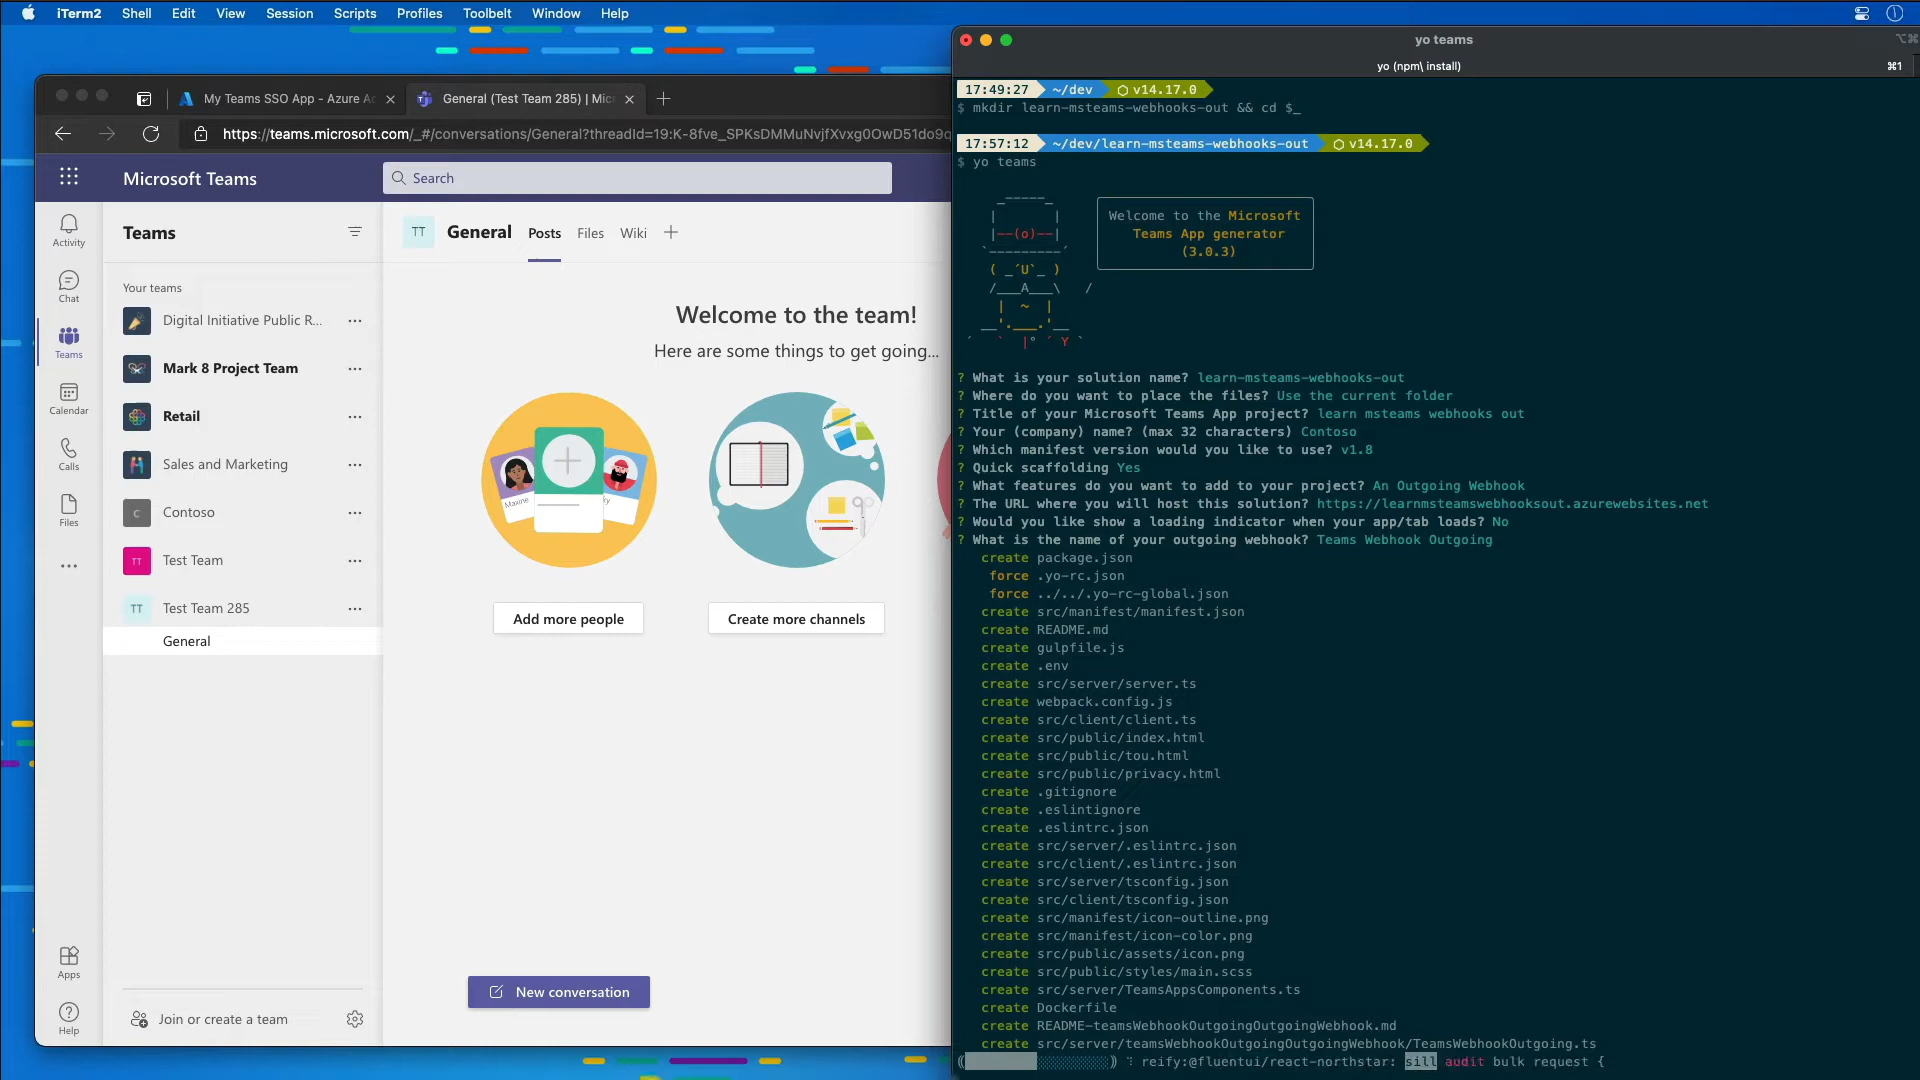 iTerm2 Shell Edit View Session Scripts Profiles Toolbelt Window Help
My Teams SSO App - Azure Ac
General (Test Team 285) | Micr
https://teams.microsoft.com/_#/conversations/General?threadId=19:K-8fve_SPKsDMMuNvjfXvxg0OwD51do9q
Microsoft Teams
Search
Activity
Chat
Teams
Calendar
Calls
Files
Apps
Help
Teams
Your teams
Digital Initiative Public R...
Mark 8 Project Team
Retail
Sales and Marketing
C Contoso
TT Test Team
TT Test Team 285
General
Join or create a team
TT General Posts Files Wiki
Welcome to the team!
Here are some things to get going...
Maxine
Add more people
Create more channels
New conversation
yo teams
yo (npm\ install)
⌘1
17:49:27 ~/dev v14.17.0
$ mkdir learn-msteams-webhooks-out && cd $_
17:57:12 ~/dev/learn-msteams-webhooks-out v14.17.0
$ yo teams
Welcome to the Microsoft
Teams App generator
(3.0.3)
? What is your solution name? learn-msteams-webhooks-out
? Where do you want to place the files? Use the current folder
? Title of your Microsoft Teams App project? learn msteams webhooks out
? Your (company) name? (max 32 characters) Contoso
? Which manifest version would you like to use? v1.8
? Quick scaffolding Yes
? What features do you want to add to your project? An Outgoing Webhook
? The URL where you will host this solution? https://learnmsteamswebhooksout.azurewebsites.net
? Would you like show a loading indicator when your app/tab loads? No
? What is the name of your outgoing webhook? Teams Webhook Outgoing
create package.json
force .yo-rc.json
force ../../.yo-rc-global.json
create src/manifest/manifest.json
create README.md
create gulpfile.js
create .env
create src/server/server.ts
create webpack.config.js
create src/client/client.ts
create src/public/index.html
create src/public/tou.html
create src/public/privacy.html
create .gitignore
create .eslintignore
create .eslintrc.json
create src/server/.eslintrc.json
create src/client/.eslintrc.json
create src/server/tsconfig.json
create src/client/tsconfig.json
create src/manifest/icon-outline.png
create src/manifest/icon-color.png
create src/public/assets/icon.png
create src/public/styles/main.scss
create src/server/TeamsAppsComponents.ts
create Dockerfile
create README-teamsWebhookOutgoingOutgoingWebhook.md
create src/server/teamsWebhookOutgoingOutgoingWebhook/TeamsWebhookOutgoing.ts
reify:@fluentui/react-northstar: sill audit bulk request {